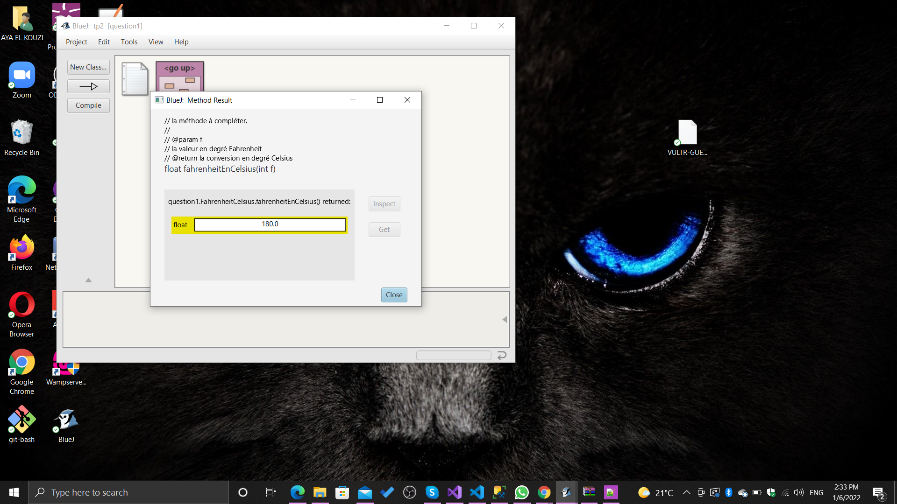 AYA EL KOUZI
Zoom
Recycle Bin
Microsoft
Edge
Firefox
Opera
Browser
Google
Chrome
Wampserve...
git-bash
BlueJ
BlueJ: tp2 [question1]
Project Edit Tools View Help
New Class...
Compile
<go up>
BlueJ: Method Result
// la méthode à compléter.
//
// @param f
// la valeur en degré Fahrenheit
// @return la conversion en degré Celsius
float fahrenheitEnCelsius(int f)
question1.FahrenheitCelsius.fahrenheitEnCelsius() returned:
float 180.0
Inspect
Get
Close
VULTR-GUE...
Type here to search
21°C
2:33 PM
1/6/2022
2